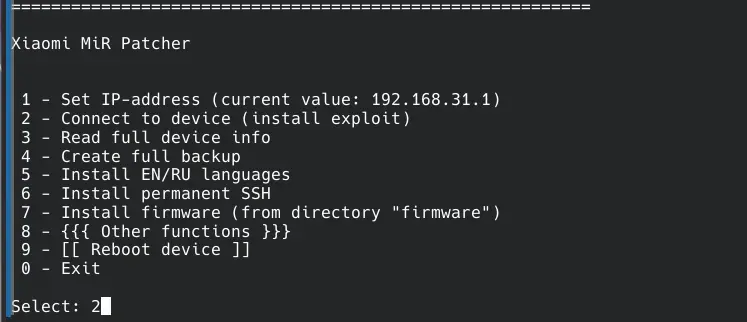 ==========================================================
Xiaomi MiR Patcher
1 - Set IP-address (current value: 192.168.31.1)
2 - Connect to device (install exploit)
3 - Read full device info
4 - Create full backup
5 - Install EN/RU languages
6 - Install permanent SSH
7 - Install firmware (from directory "firmware")
8 - {{{ Other functions }}}
9 - [[ Reboot device ]]
0 - Exit
Select: 2